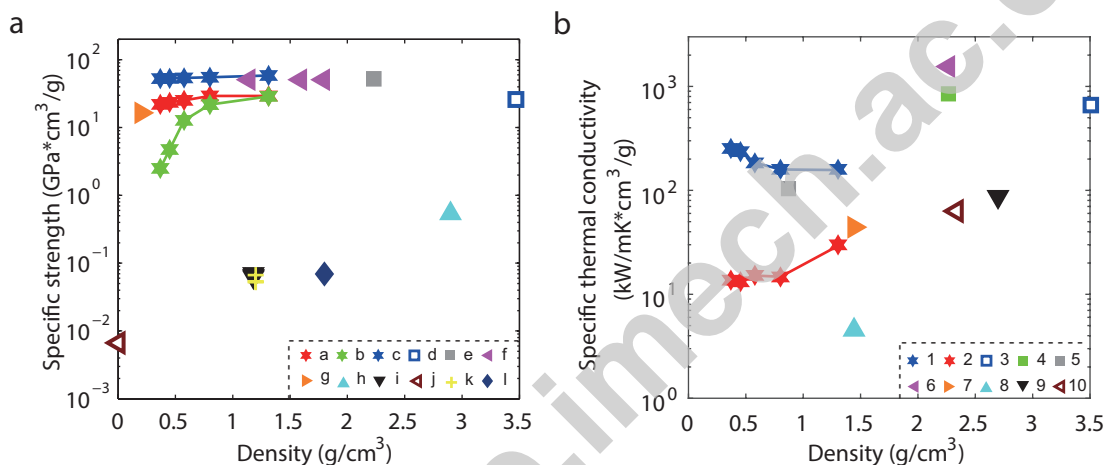 a
Specific strength (GPa*cm³/g)
10²
10¹
10⁰
10⁻¹
10⁻²
10⁻³
0 0.5 1 1.5 2 2.5 3 3.5
Density (g/cm³)
a b c d e f
g h i j k l
b
Specific thermal conductivity
(kW/mK*cm³/g)
10³
10²
10¹
10⁰
0 0.5 1 1.5 2 2.5 3 3.5
Density (g/cm³)
1 2 3 4 5
6 7 8 9 10
.imech.ac.c